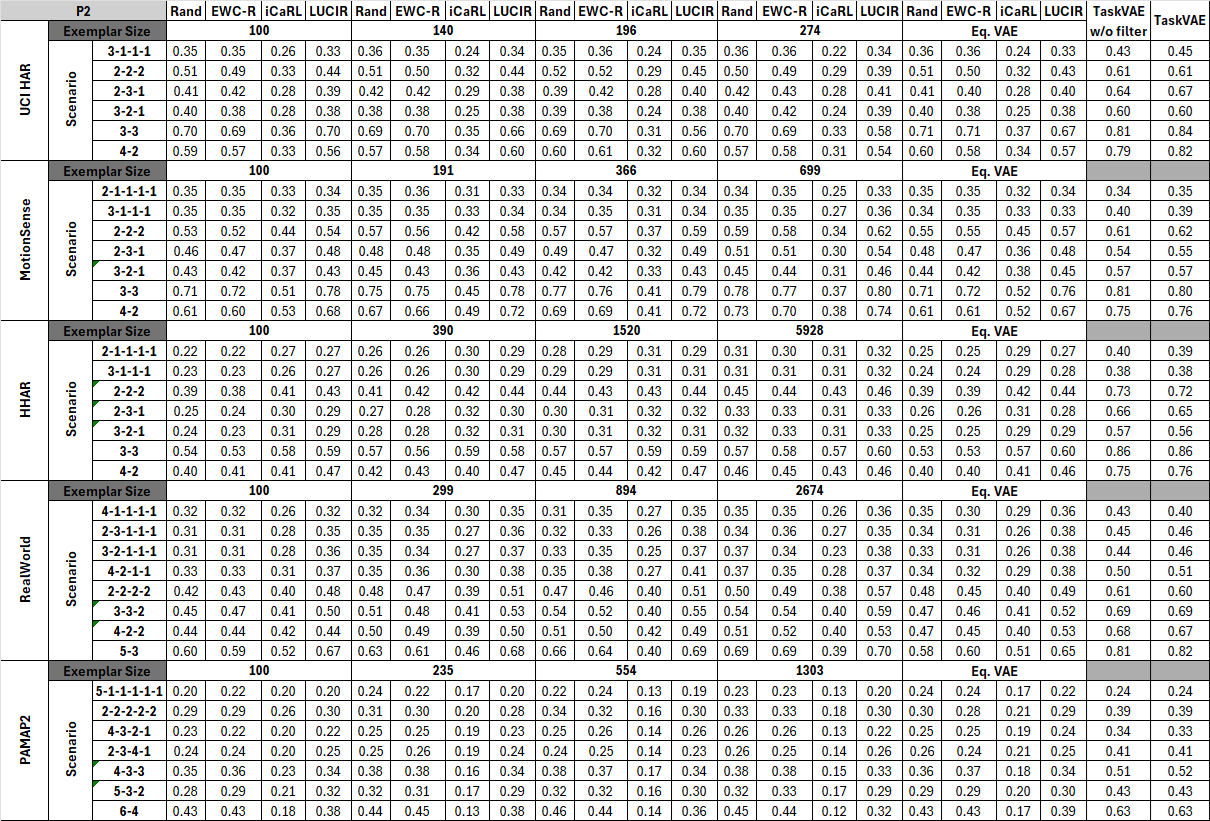 P2 Rand EWC-R iCaRL LUCIR Rand EWC-R iCaRL LUCIR Rand EWC-R iCaRL LUCIR Rand EWC-R iCaRL LUCIR Rand EWC-R iCaRL LUCIR TaskVAE w/o filter TaskVAE
UCI HAR
Exemplar Size 100 140 196 274 Eq. VAE
Scenario
3-1-1-1 0.35 0.35 0.26 0.33 0.36 0.35 0.24 0.34 0.35 0.36 0.24 0.35 0.36 0.36 0.22 0.34 0.36 0.36 0.24 0.33 0.43 0.45
2-2-2 0.51 0.49 0.33 0.44 0.51 0.50 0.32 0.44 0.52 0.52 0.29 0.45 0.50 0.49 0.29 0.39 0.51 0.50 0.32 0.43 0.61 0.61
2-3-1 0.41 0.42 0.28 0.39 0.42 0.42 0.29 0.38 0.39 0.42 0.28 0.40 0.42 0.43 0.28 0.41 0.41 0.40 0.28 0.40 0.64 0.67
3-2-1 0.40 0.38 0.28 0.38 0.38 0.38 0.25 0.38 0.39 0.38 0.24 0.38 0.40 0.42 0.24 0.39 0.40 0.38 0.25 0.38 0.60 0.60
3-3 0.70 0.69 0.36 0.70 0.69 0.70 0.35 0.66 0.69 0.70 0.31 0.56 0.70 0.69 0.33 0.58 0.71 0.71 0.37 0.67 0.81 0.84
4-2 0.59 0.57 0.33 0.56 0.57 0.58 0.34 0.60 0.60 0.61 0.32 0.60 0.57 0.58 0.31 0.54 0.60 0.58 0.34 0.57 0.79 0.82
MotionSense
Exemplar Size 100 191 366 699 Eq. VAE
Scenario
2-1-1-1-1 0.35 0.35 0.33 0.34 0.35 0.36 0.31 0.33 0.34 0.34 0.32 0.34 0.34 0.35 0.25 0.33 0.35 0.35 0.32 0.34 0.34 0.35
3-1-1-1 0.35 0.35 0.32 0.35 0.35 0.35 0.33 0.34 0.34 0.35 0.31 0.34 0.35 0.35 0.27 0.36 0.34 0.35 0.33 0.33 0.40 0.39
2-2-2 0.53 0.52 0.44 0.54 0.57 0.56 0.42 0.58 0.57 0.57 0.37 0.59 0.59 0.58 0.34 0.62 0.55 0.55 0.45 0.57 0.61 0.62
2-3-1 0.46 0.47 0.37 0.48 0.48 0.48 0.35 0.49 0.49 0.47 0.32 0.49 0.51 0.51 0.30 0.54 0.48 0.47 0.36 0.48 0.54 0.55
3-2-1 0.43 0.42 0.37 0.43 0.45 0.43 0.36 0.43 0.42 0.42 0.33 0.43 0.45 0.44 0.31 0.46 0.44 0.42 0.38 0.45 0.57 0.57
3-3 0.71 0.72 0.51 0.78 0.75 0.75 0.45 0.78 0.77 0.76 0.41 0.79 0.78 0.77 0.37 0.80 0.71 0.72 0.52 0.76 0.81 0.80
4-2 0.61 0.60 0.53 0.68 0.67 0.66 0.49 0.72 0.69 0.69 0.41 0.72 0.73 0.70 0.38 0.74 0.61 0.61 0.52 0.67 0.75 0.76
HHAR
Exemplar Size 100 390 1520 5928 Eq. VAE
Scenario
2-1-1-1-1 0.22 0.22 0.27 0.27 0.26 0.26 0.30 0.29 0.28 0.29 0.31 0.29 0.31 0.30 0.31 0.32 0.25 0.25 0.29 0.27 0.40 0.39
3-1-1-1 0.23 0.23 0.26 0.27 0.26 0.26 0.30 0.29 0.29 0.29 0.31 0.31 0.31 0.31 0.31 0.32 0.24 0.24 0.29 0.28 0.38 0.38
2-2-2 0.39 0.38 0.41 0.43 0.41 0.42 0.42 0.44 0.44 0.43 0.43 0.44 0.45 0.44 0.43 0.46 0.39 0.39 0.42 0.44 0.73 0.72
2-3-1 0.25 0.24 0.30 0.29 0.27 0.28 0.32 0.30 0.30 0.31 0.32 0.32 0.33 0.33 0.31 0.33 0.26 0.26 0.31 0.28 0.66 0.65
3-2-1 0.24 0.23 0.31 0.29 0.28 0.28 0.32 0.31 0.30 0.31 0.32 0.31 0.32 0.33 0.31 0.33 0.25 0.25 0.29 0.29 0.57 0.56
3-3 0.54 0.53 0.58 0.59 0.57 0.56 0.59 0.58 0.57 0.57 0.59 0.59 0.57 0.58 0.57 0.60 0.53 0.53 0.57 0.60 0.86 0.86
4-2 0.40 0.41 0.41 0.47 0.42 0.43 0.40 0.47 0.45 0.44 0.42 0.47 0.46 0.45 0.43 0.46 0.40 0.40 0.41 0.46 0.75 0.76
RealWorld
Exemplar Size 100 299 894 2674 Eq. VAE
Scenario
4-1-1-1-1 0.32 0.32 0.26 0.32 0.32 0.34 0.30 0.35 0.31 0.35 0.27 0.35 0.35 0.35 0.26 0.36 0.35 0.30 0.29 0.36 0.43 0.40
2-3-1-1-1 0.31 0.31 0.28 0.35 0.35 0.35 0.27 0.36 0.32 0.33 0.26 0.38 0.34 0.36 0.27 0.35 0.34 0.31 0.26 0.38 0.45 0.46
3-2-1-1-1 0.31 0.31 0.28 0.36 0.35 0.34 0.27 0.37 0.33 0.35 0.25 0.37 0.37 0.34 0.23 0.38 0.33 0.31 0.26 0.38 0.44 0.46
4-2-1-1 0.33 0.33 0.31 0.37 0.35 0.36 0.30 0.38 0.35 0.38 0.27 0.41 0.37 0.35 0.28 0.37 0.34 0.32 0.29 0.38 0.50 0.51
2-2-2-2 0.42 0.43 0.40 0.48 0.48 0.47 0.39 0.51 0.47 0.46 0.40 0.51 0.50 0.49 0.38 0.57 0.48 0.45 0.40 0.49 0.61 0.60
3-3-2 0.45 0.47 0.41 0.50 0.51 0.48 0.41 0.53 0.54 0.52 0.40 0.55 0.54 0.54 0.40 0.59 0.47 0.46 0.41 0.52 0.69 0.69
4-2-2 0.44 0.44 0.42 0.44 0.50 0.49 0.39 0.50 0.51 0.50 0.42 0.49 0.51 0.52 0.40 0.53 0.47 0.45 0.40 0.53 0.68 0.67
5-3 0.60 0.59 0.52 0.67 0.63 0.61 0.46 0.68 0.66 0.64 0.40 0.69 0.69 0.69 0.39 0.70 0.58 0.60 0.51 0.65 0.81 0.82
PAMAP2
Exemplar Size 100 235 554 1303 Eq. VAE
Scenario
5-1-1-1-1-1 0.20 0.22 0.20 0.20 0.24 0.22 0.17 0.20 0.22 0.24 0.13 0.19 0.23 0.23 0.13 0.20 0.24 0.24 0.17 0.22 0.24 0.24
2-2-2-2-2 0.29 0.29 0.26 0.30 0.31 0.30 0.20 0.28 0.34 0.32 0.16 0.30 0.33 0.33 0.18 0.30 0.30 0.28 0.21 0.29 0.39 0.39
4-3-2-1 0.23 0.22 0.20 0.22 0.25 0.25 0.19 0.23 0.25 0.26 0.14 0.26 0.26 0.26 0.13 0.22 0.26 0.25 0.19 0.24 0.34 0.33
2-3-4-1 0.24 0.24 0.20 0.25 0.25 0.26 0.19 0.24 0.24 0.25 0.14 0.23 0.26 0.25 0.14 0.26 0.26 0.24 0.21 0.25 0.41 0.41
4-3-3 0.35 0.36 0.23 0.34 0.38 0.38 0.16 0.34 0.38 0.37 0.17 0.34 0.38 0.38 0.15 0.33 0.36 0.37 0.18 0.34 0.51 0.52
5-3-2 0.28 0.29 0.21 0.32 0.32 0.31 0.17 0.29 0.32 0.32 0.16 0.30 0.32 0.33 0.17 0.29 0.29 0.29 0.20 0.30 0.43 0.43
6-4 0.43 0.43 0.18 0.38 0.44 0.45 0.13 0.38 0.46 0.44 0.14 0.36 0.45 0.44 0.12 0.32 0.43 0.43 0.17 0.39 0.63 0.63